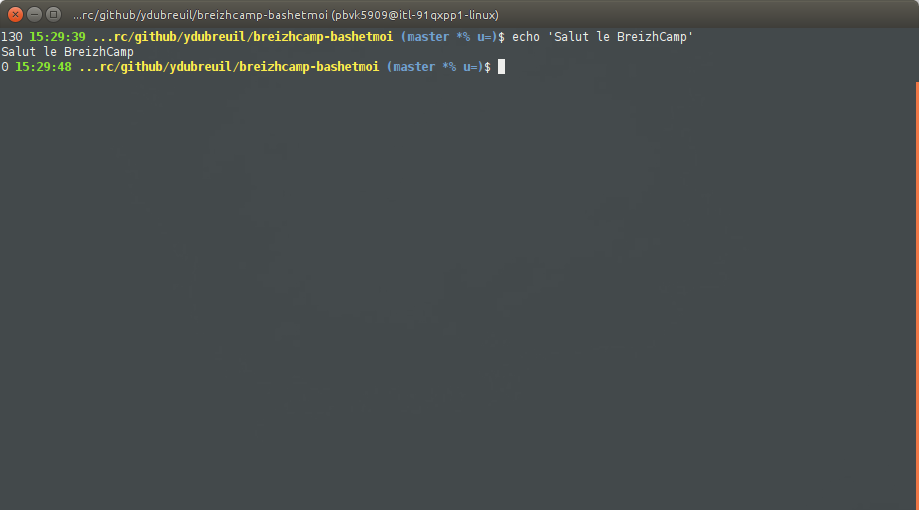 ...rc/github/ydubreuil/breizhcamp-bashetmoi (pbvk5909@itl-91qxpp1-linux)
130 15:29:39 ...rc/github/ydubreuil/breizhcamp-bashetmoi (master *% u=)$ echo 'Salut le BreizhCamp'
Salut le BreizhCamp
0 15:29:48 ...rc/github/ydubreuil/breizhcamp-bashetmoi (master *% u=)$